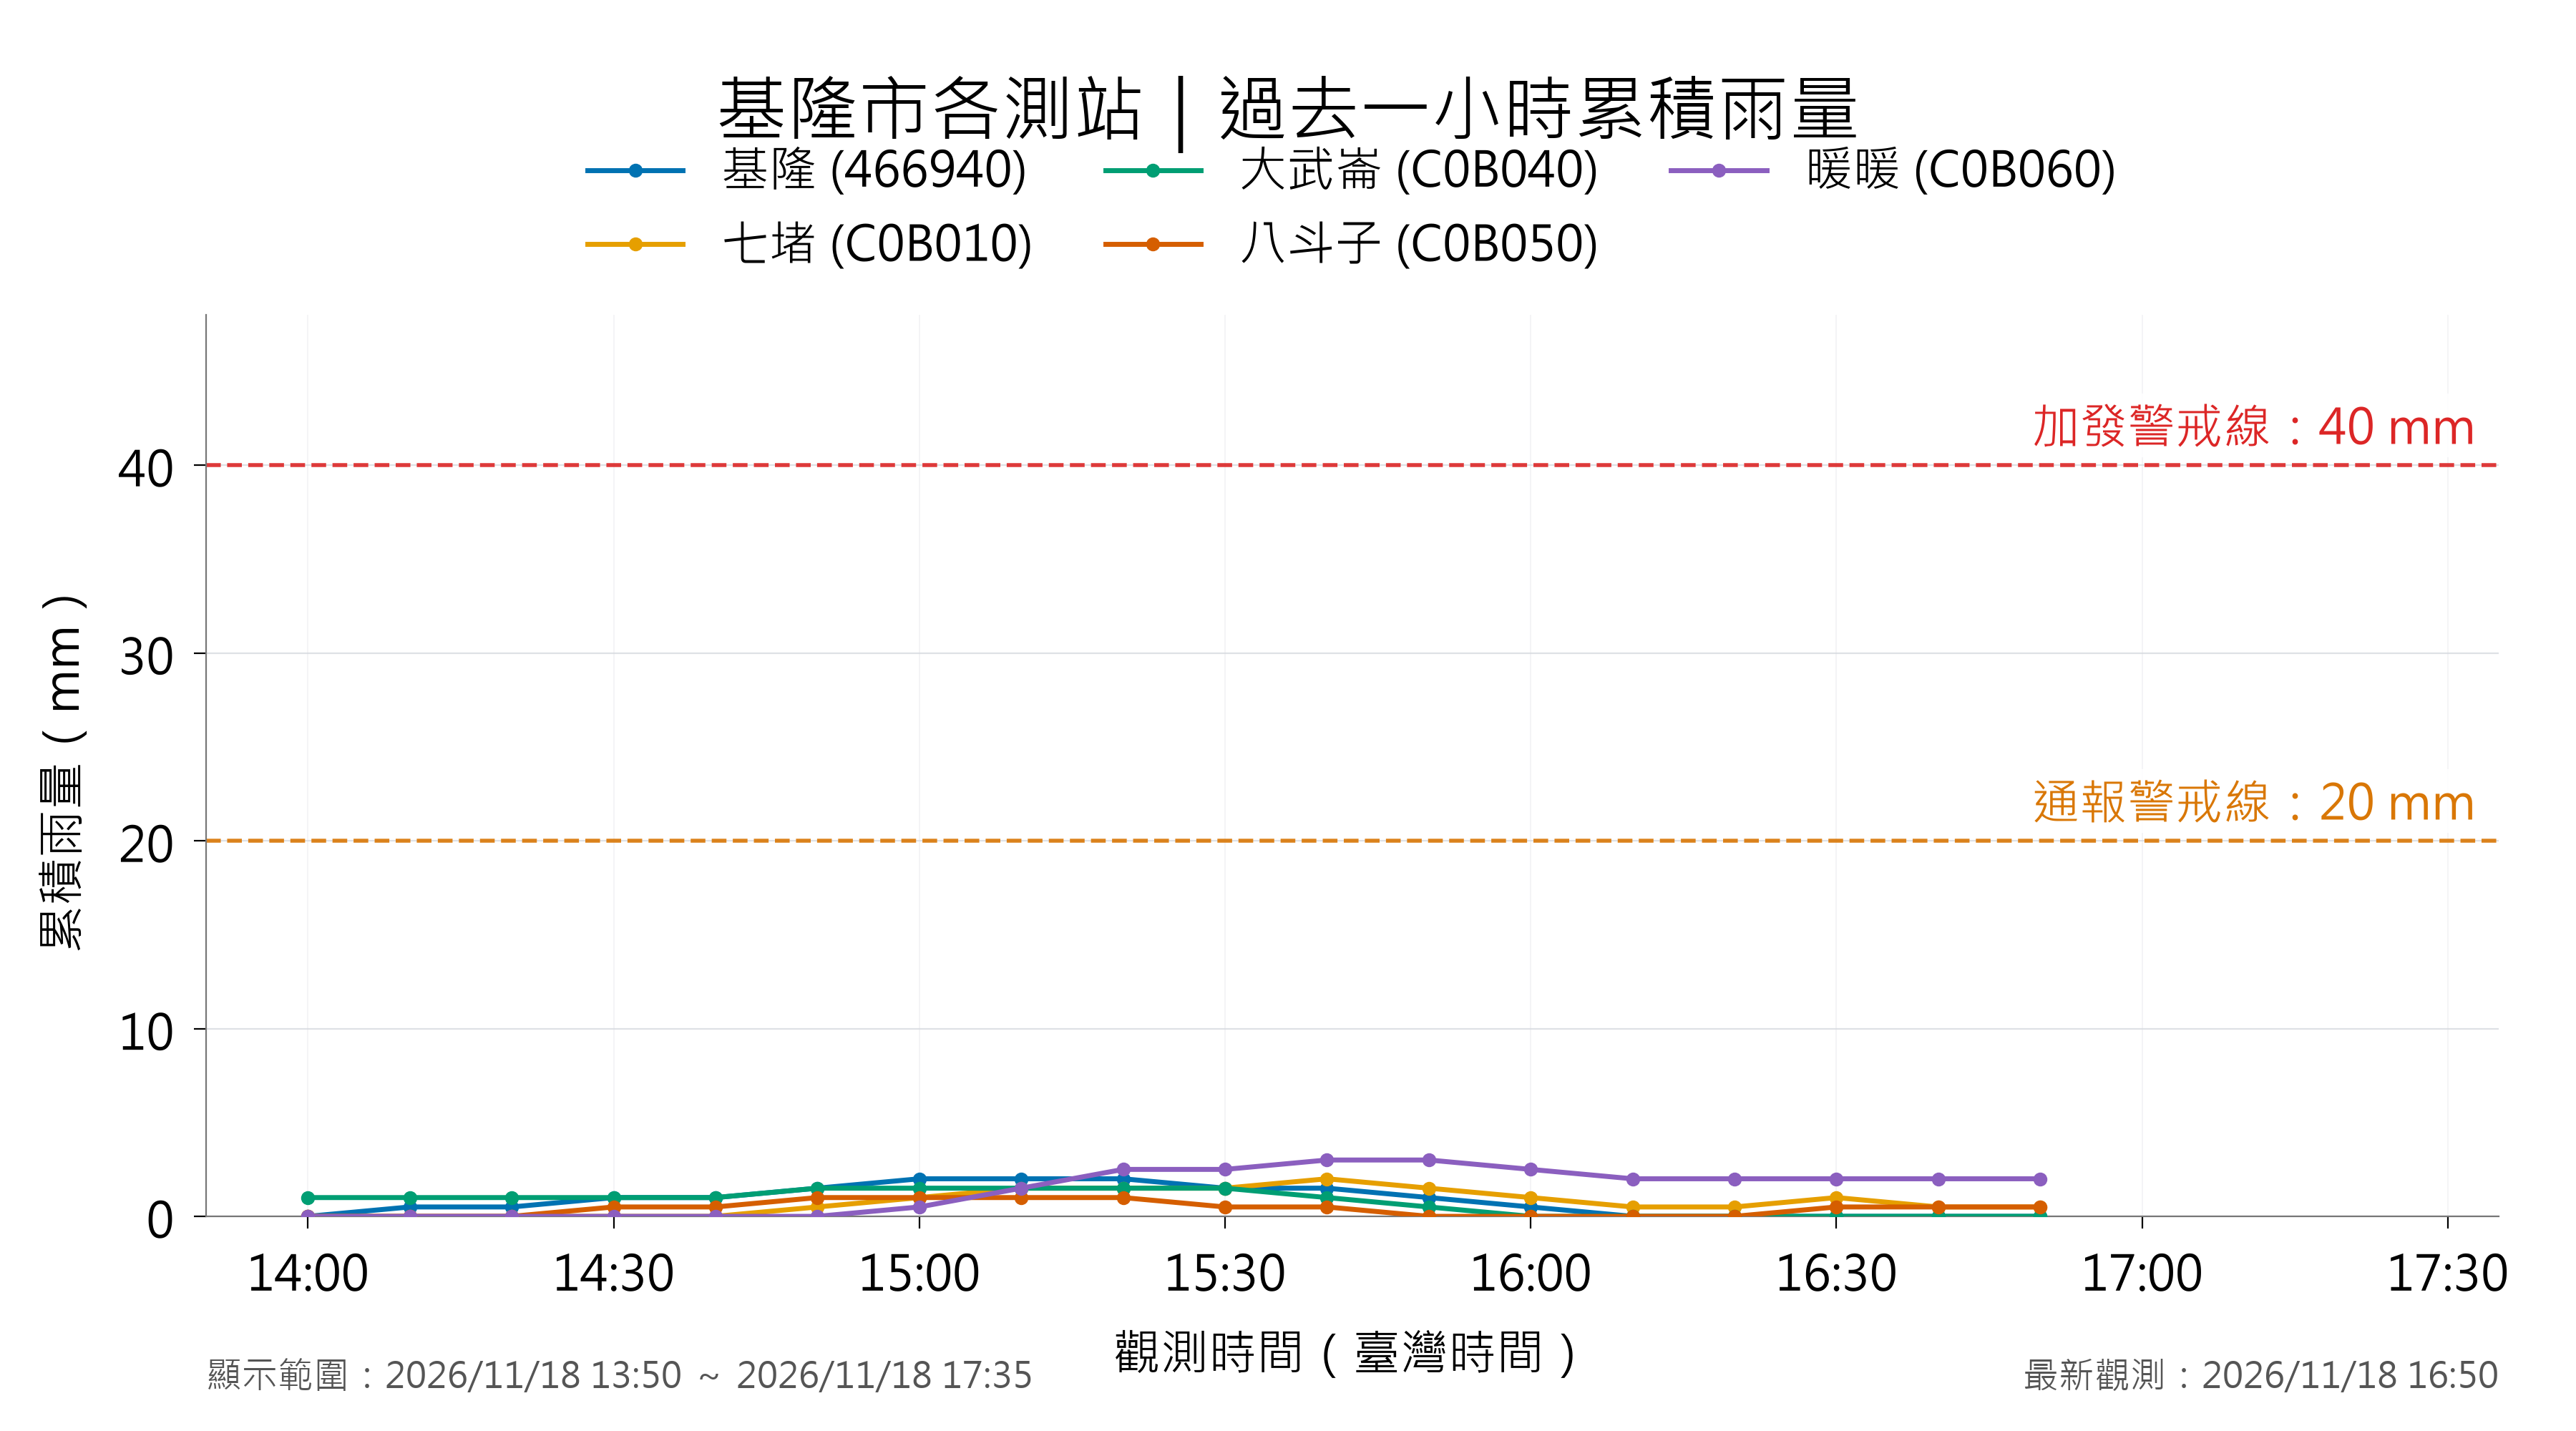 基隆市各測站｜過去一小時累積雨量
基隆 (466940)
大武崙 (C0B040)
暖暖 (C0B060)
七堵 (C0B010)
八斗子 (C0B050)
加發警戒線：40 mm
通報警戒線：20 mm
累積雨量（mm）
40
30
20
10
0
14:00
14:30
15:00
15:30
16:00
16:30
17:00
17:30
觀測時間（臺灣時間）
顯示範圍：2026/11/18 13:50 ~ 2026/11/18 17:35
最新觀測：2026/11/18 16:50